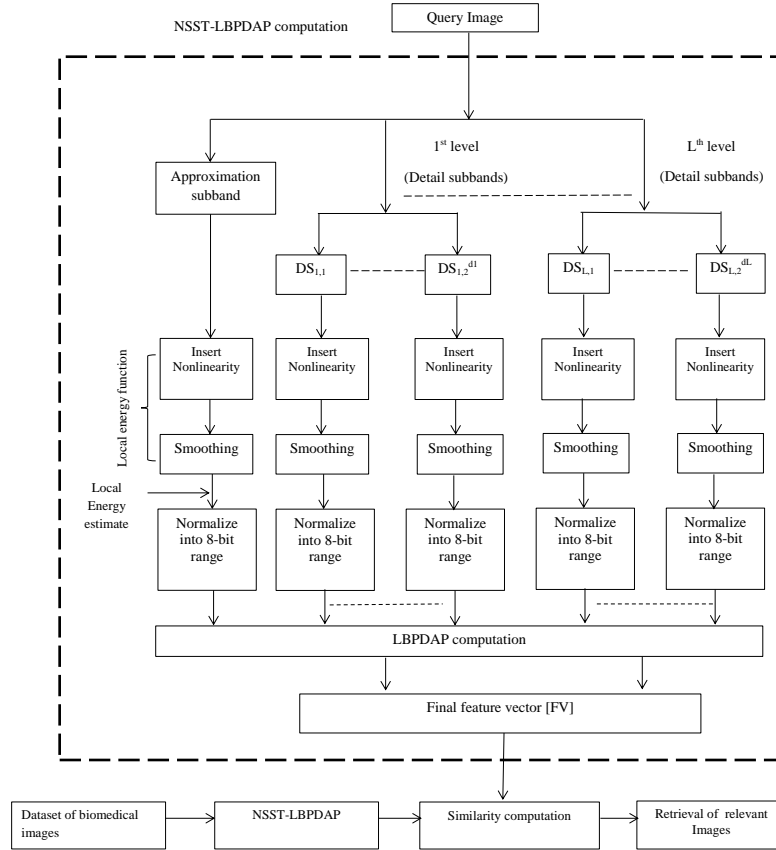 Query Image
NSST-LBPDAP computation
1st level
(Detail subbands)
Lth level
(Detail subbands)
Approximation
subband
DS1,1
DS1,2d1
DSL,1
DSL,2dL
Local energy function
Insert
Nonlinearity
Insert
Nonlinearity
Insert
Nonlinearity
Insert
Nonlinearity
Insert
Nonlinearity
Smoothing
Smoothing
Smoothing
Smoothing
Smoothing
Local
Energy
estimate
Normalize
into 8-bit
range
Normalize
into 8-bit
range
Normalize
into 8-bit
range
Normalize
into 8-bit
range
Normalize
into 8-bit
range
LBPDAP computation
Final feature vector [FV]
Dataset of biomedical
images
NSST-LBPDAP
Similarity computation
Retrieval of relevant
Images